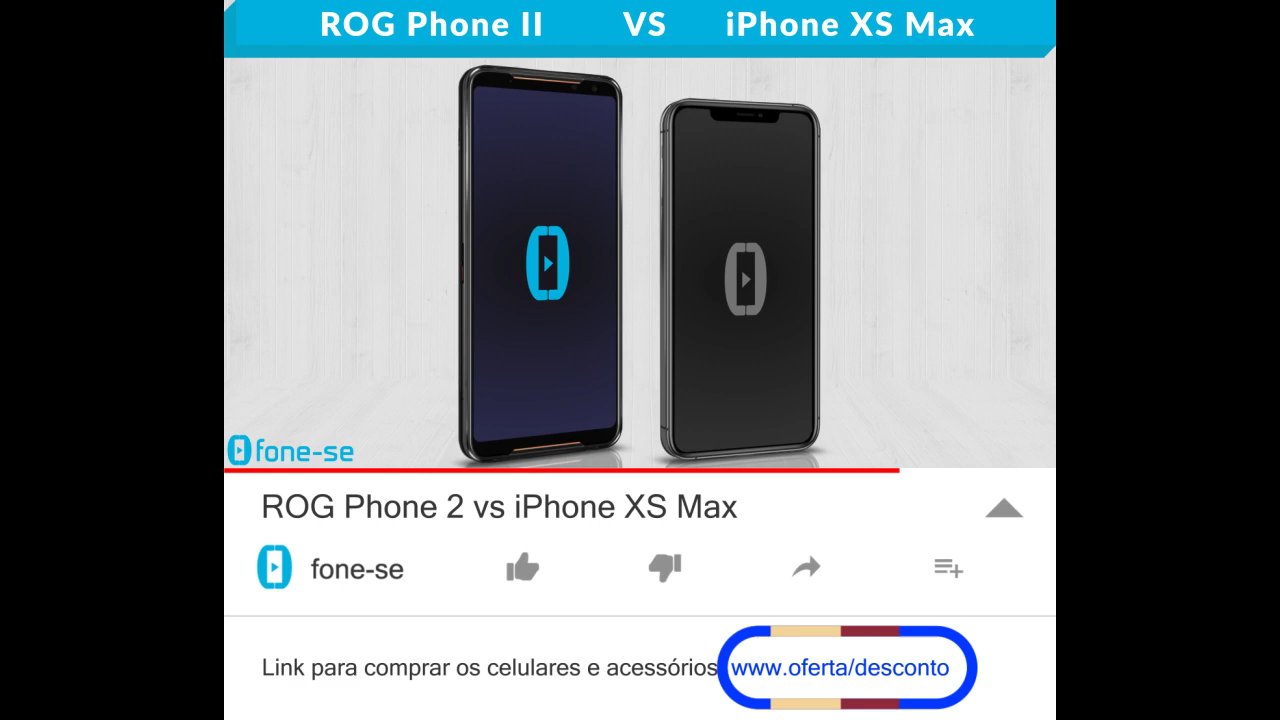 ROG Phone II VS iPhone XS Max
fone-se
ROG Phone 2 vs iPhone XS Max
fone-se
Link para comprar os celulares e acessórios www.oferta/desconto